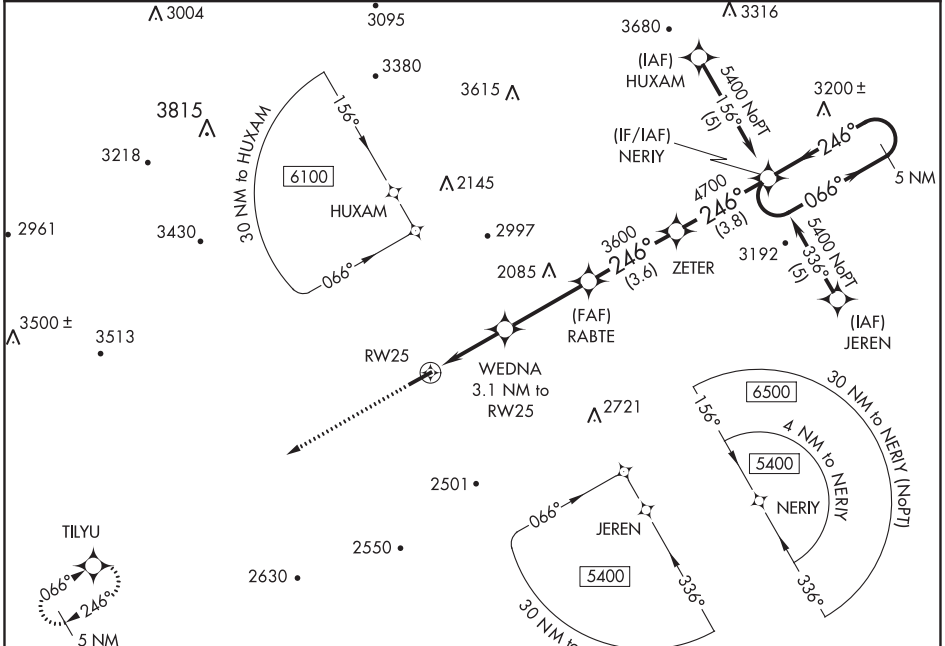 3004
3095
3316
3680
3380
(IAF)
HUXAM
5400 NoPT
156°
(5)
3615
3200 ±
3815
30 NM to HUXAM
156°
(IF/IAF)
NERIY
246°
3218
6100
5 NM
HUXAM
2145
4700
246°
(3.8)
066°
2961
3430
2997
3600
246°
(3.6)
ZETER
3192
5400 NoPT
336°
(5)
066°
2085
(FAF)
RABTE
(IAF)
JEREN
3500 ±
3513
RW25
WEDNA
3.1 NM to
RW25
30 NM to NERIY (NoPT)
6500
156°
4 NM to NERIY
2721
5400
NERIY
2501
066°
JEREN
TILYU
2550
336°
066°
246°
2630
5400
336°
5 NM
30 NM to